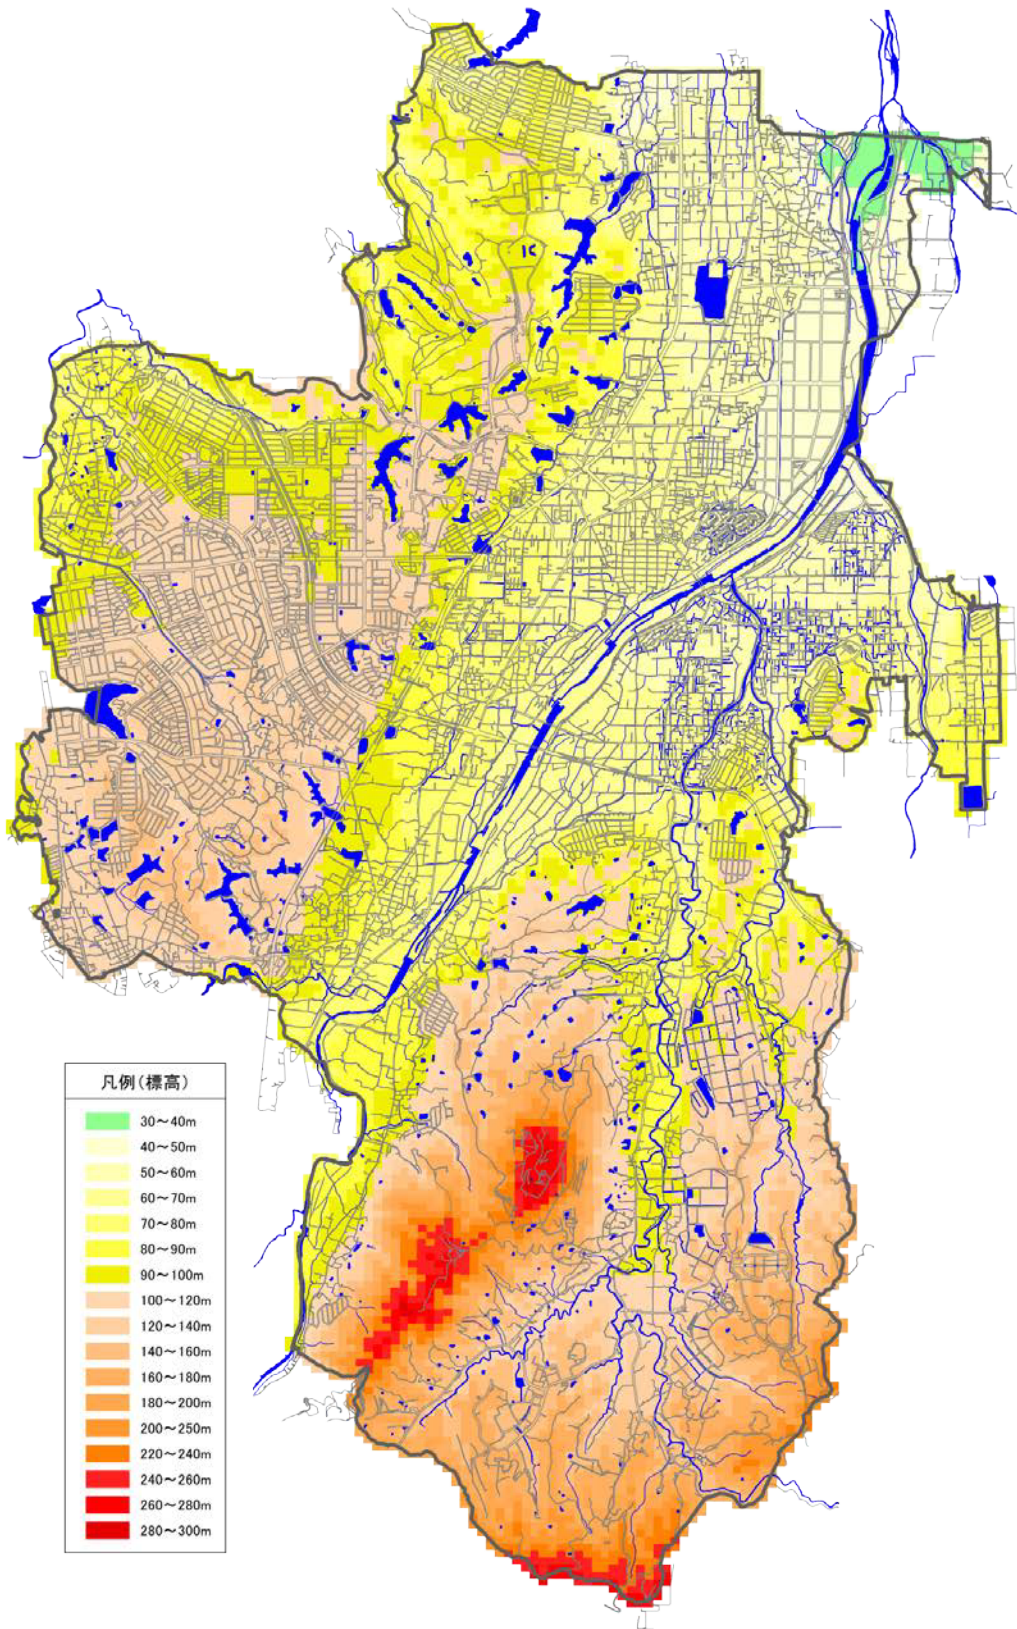 凡例(標高)
30～40m
40～50m
50～60m
60～70m
70～80m
80～90m
90～100m
100～120m
120～140m
140～160m
160～180m
180～200m
200～250m
220～240m
240～260m
260～280m
280～300m